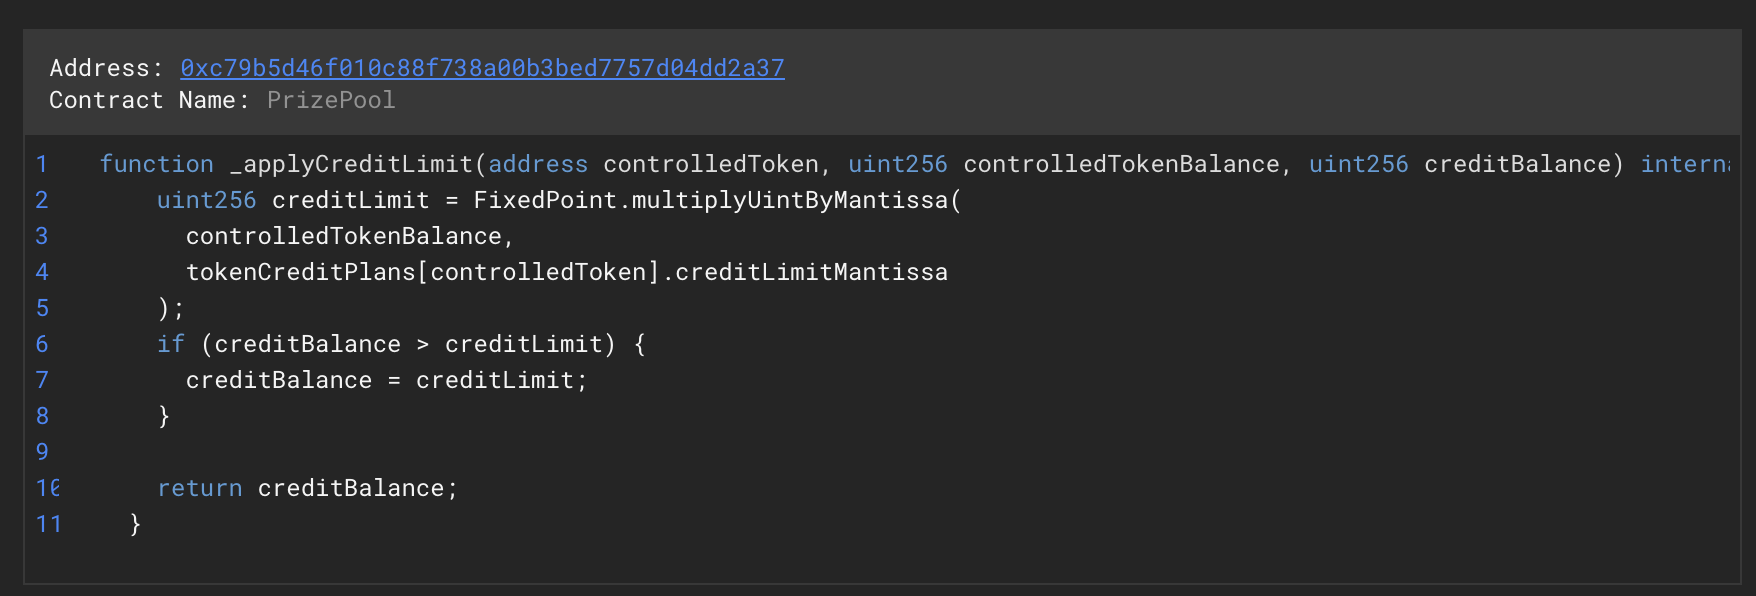 Address: 0xc79b5d46f010c88f738a00b3bed7757d04dd2a37
Contract Name: PrizePool
1 function _applyCreditLimit(address controlledToken, uint256 controlledTokenBalance, uint256 creditBalance) interna
2 uint256 creditLimit = FixedPoint.multiplyUintByMantissa(
3 controlledTokenBalance,
4 tokenCreditPlans[controlledToken].creditLimitMantissa
5 );
6 if (creditBalance > creditLimit) {
7 creditBalance = creditLimit;
8 }
9
10 return creditBalance;
11 }